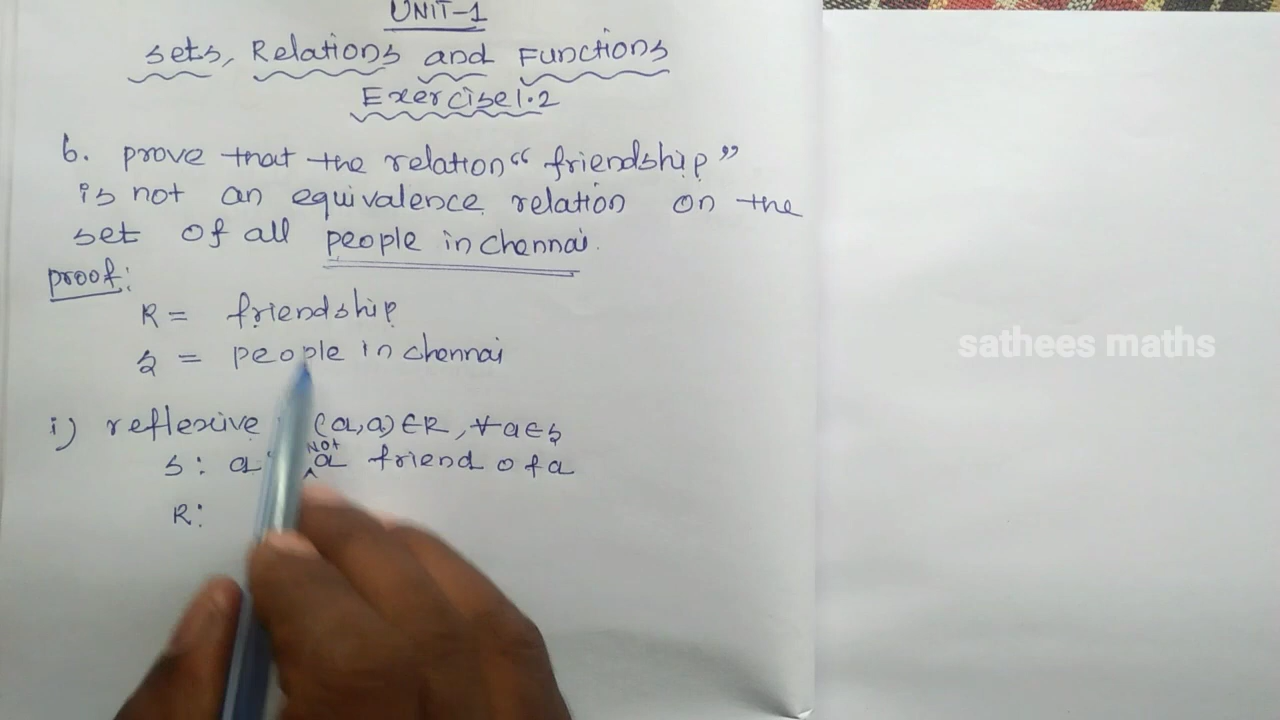 UNIT-1
Sets, Relations and Functions
Exercise 1.2
6. prove that the relation "friendship"
is not an equivalence relation on the
set of all people in chennai.
proof:
R = friendship
S = people in chennai
i) reflexive (a,a) ∈ R, ∀ a ∈ S
NOT
S: a a friend of a
R:
sathees maths